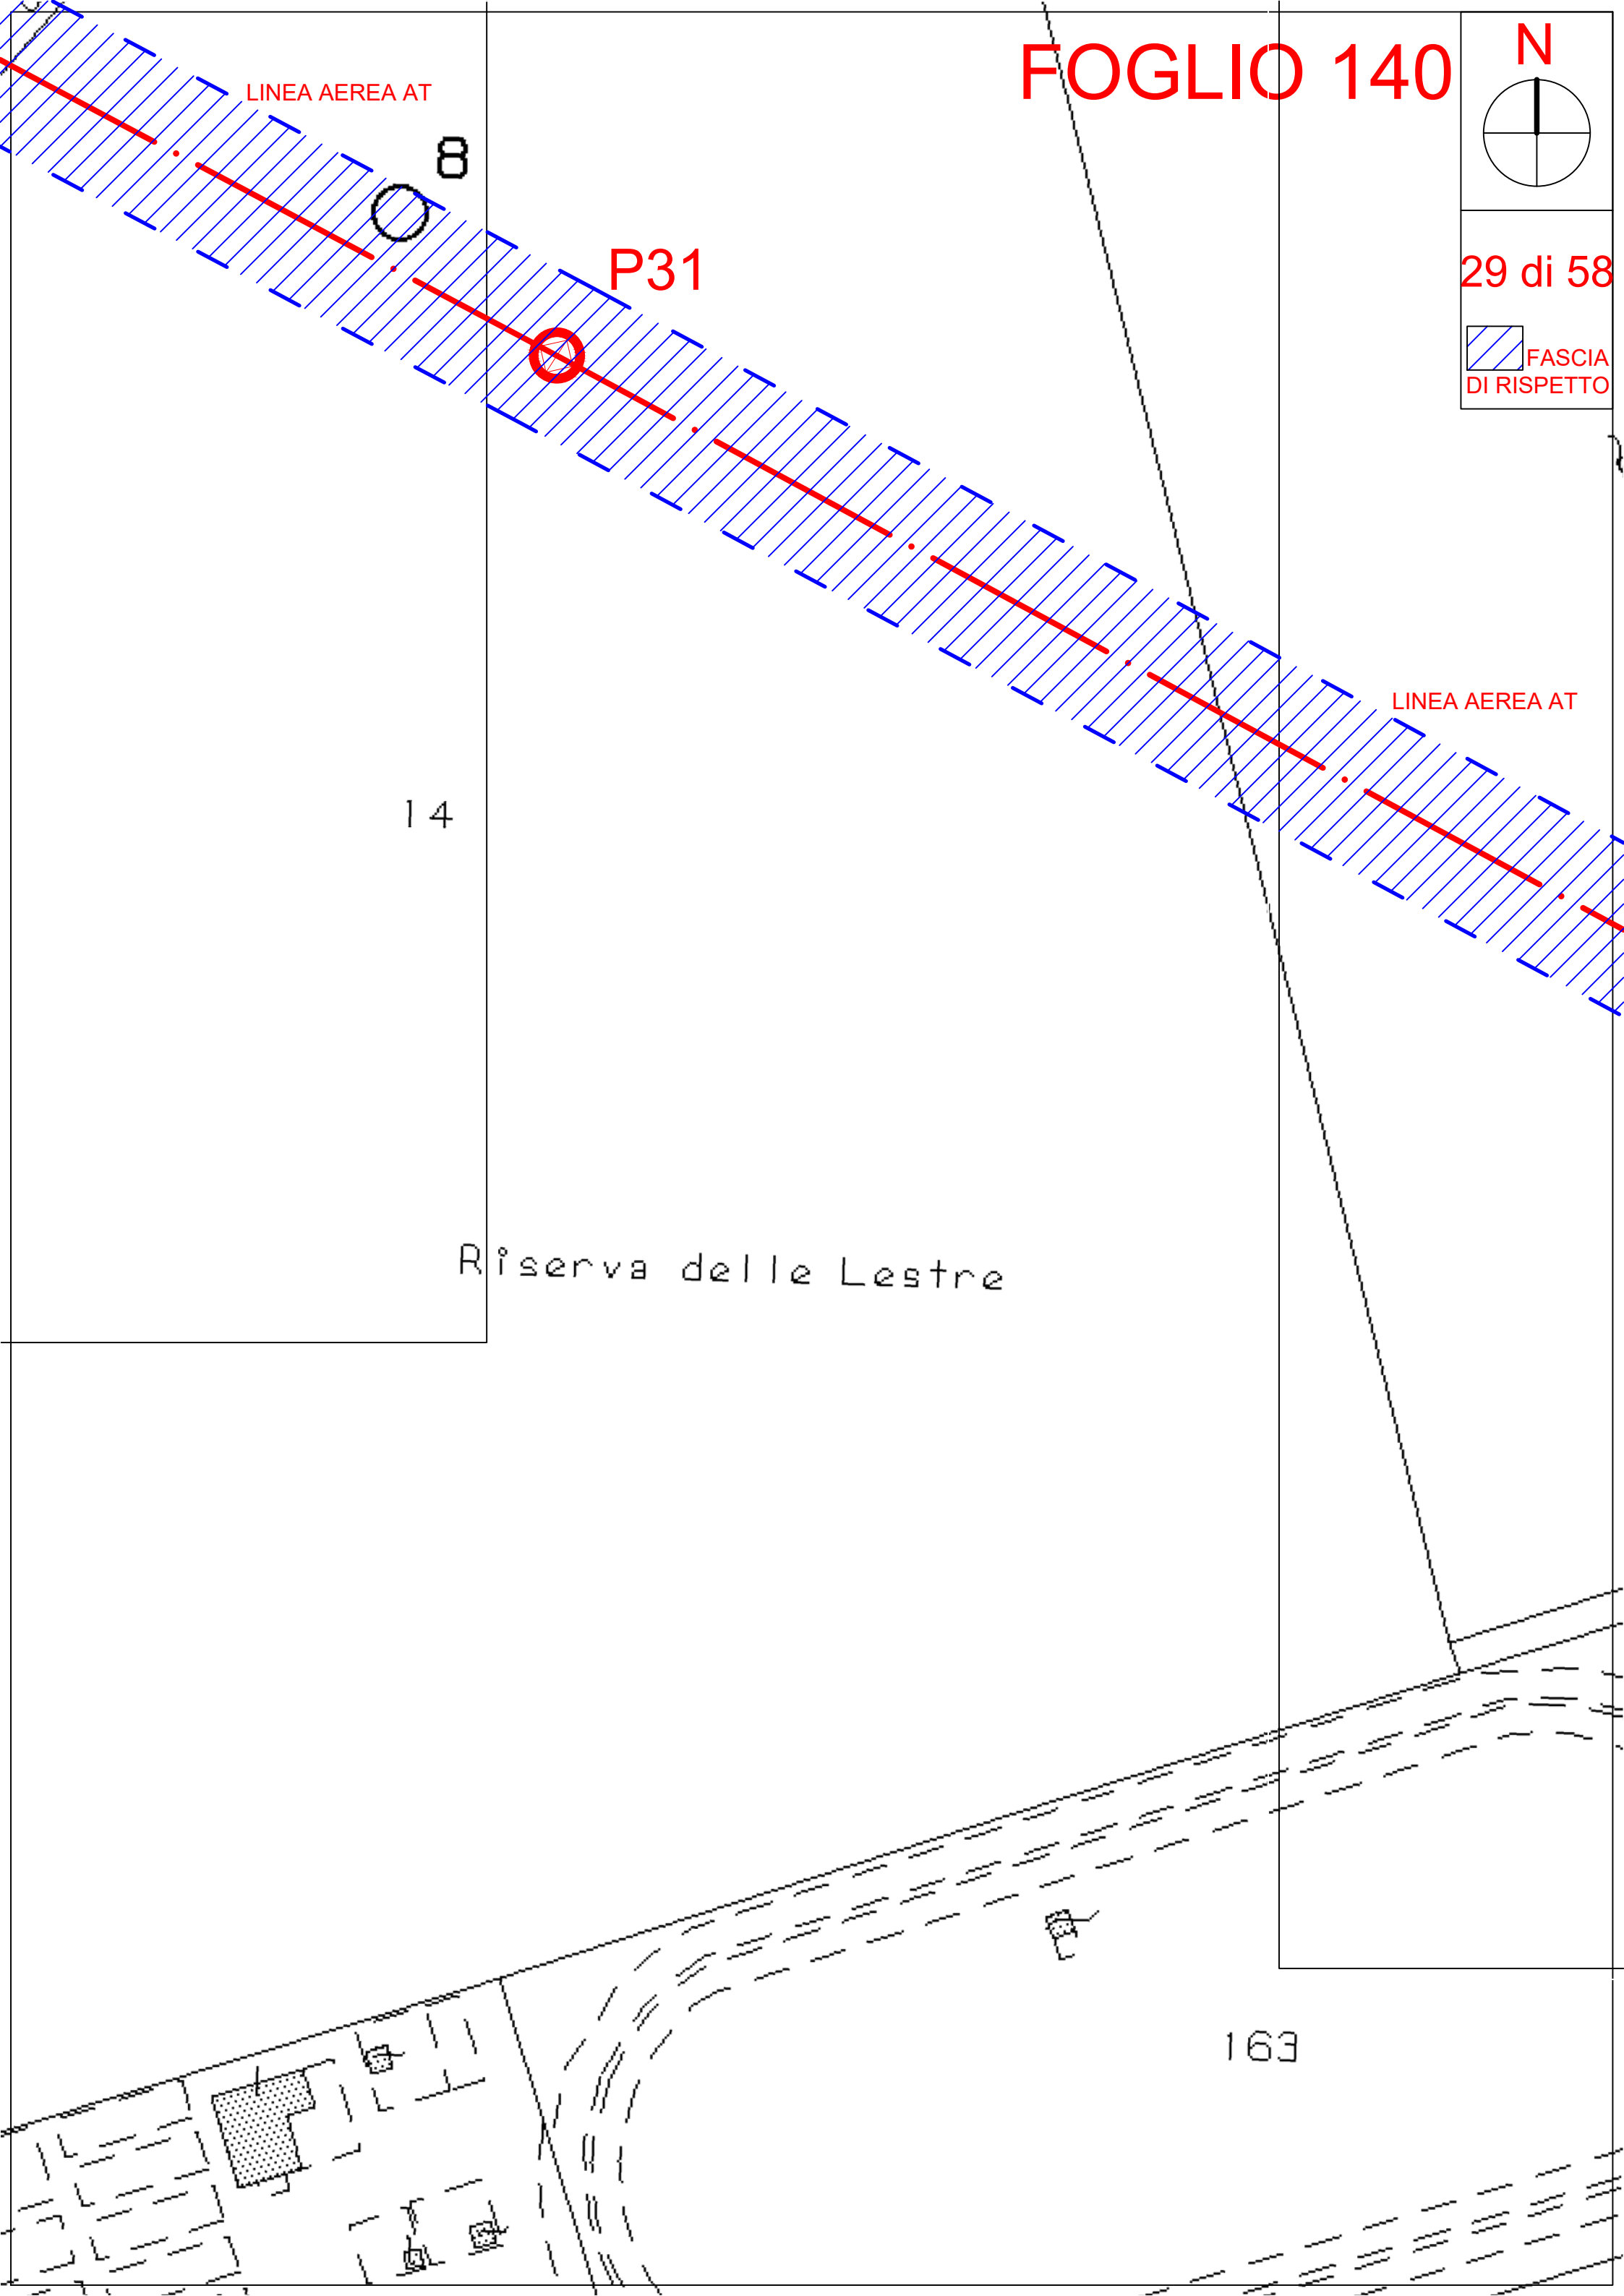 FOGLIO 140
N
LINEA AEREA AT
8
P31
29 di 58
FASCIA
DI RISPETTO
LINEA AEREA AT
14
Riserva delle Lestre
163